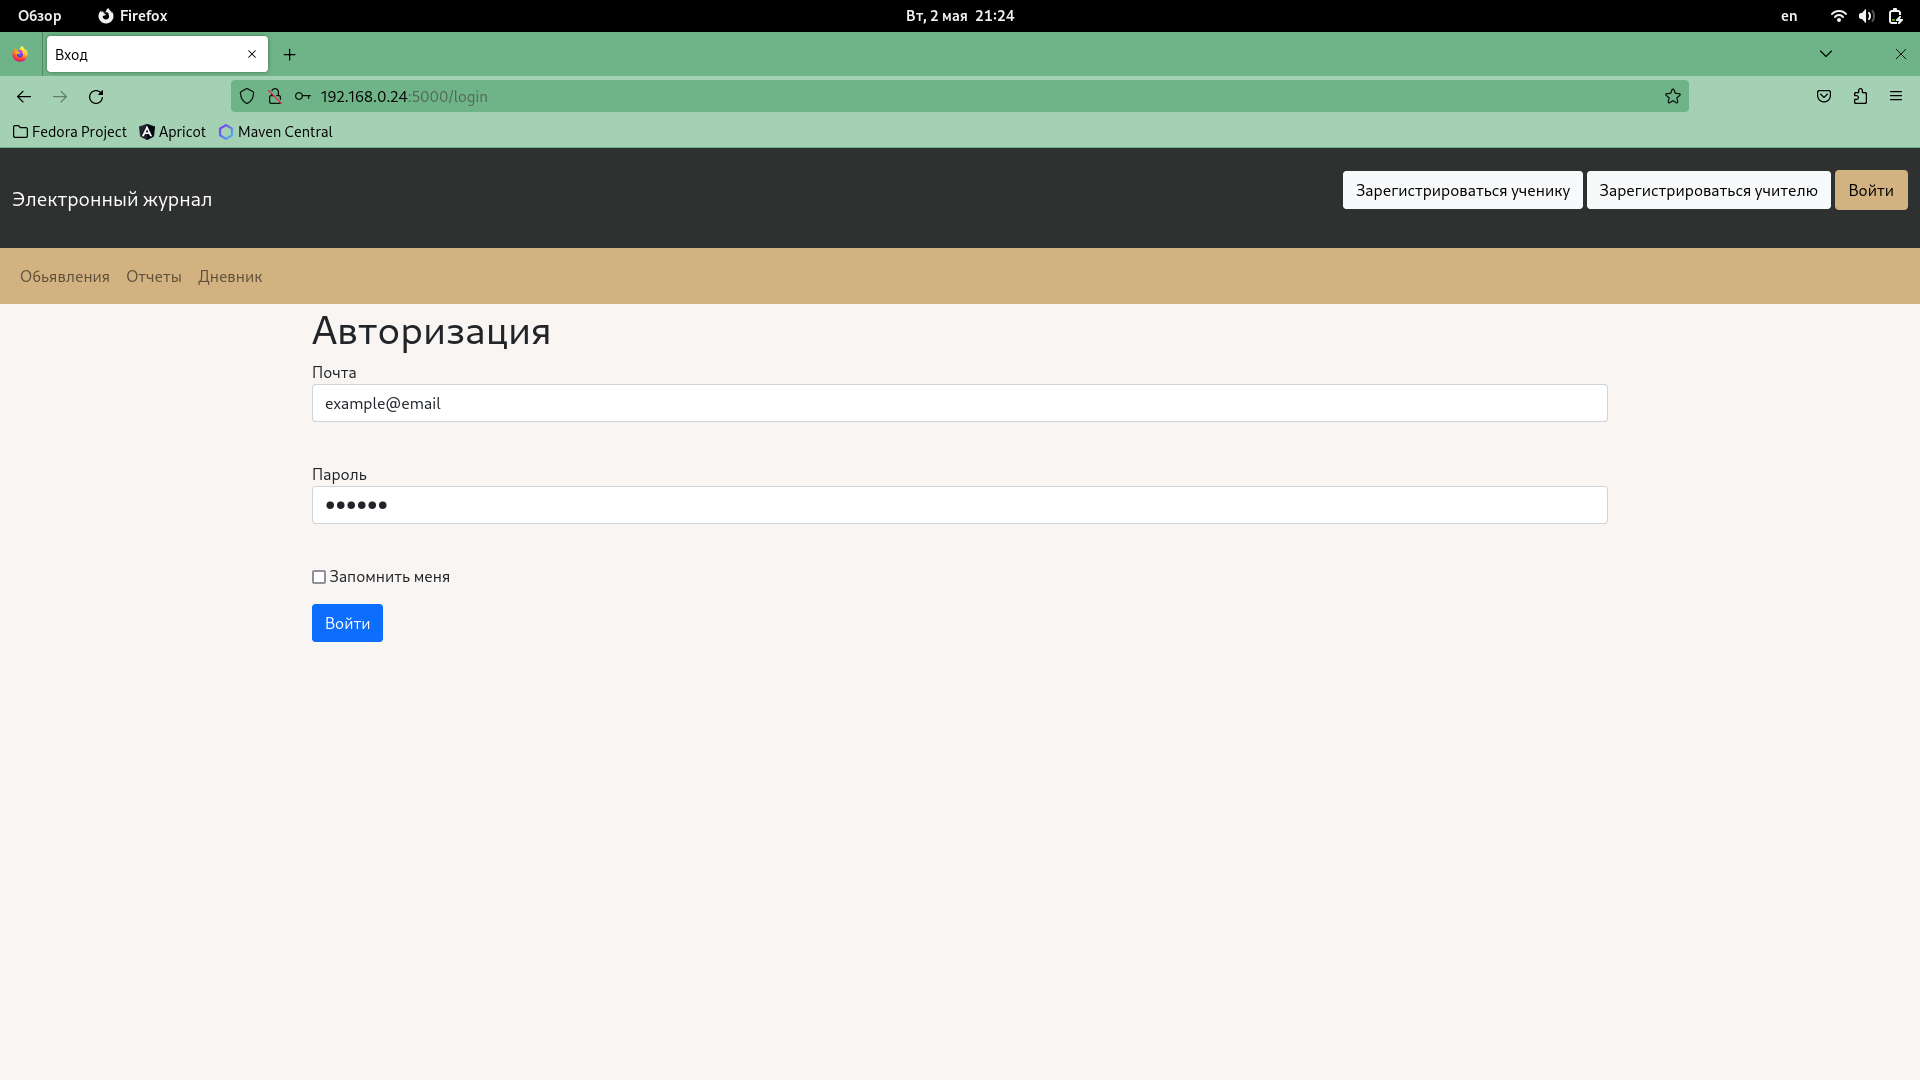 Обзор Firefox Вт, 2 мая 21:24 en
Вход
192.168.0.24:5000/login
Fedora Project Apricot Maven Central
Электронный журнал Зарегистрироваться ученику Зарегистрироваться учителю Войти
Обьявления Отчеты Дневник
Авторизация
Почта
example@email
Пароль
••••••
Запомнить меня
Войти